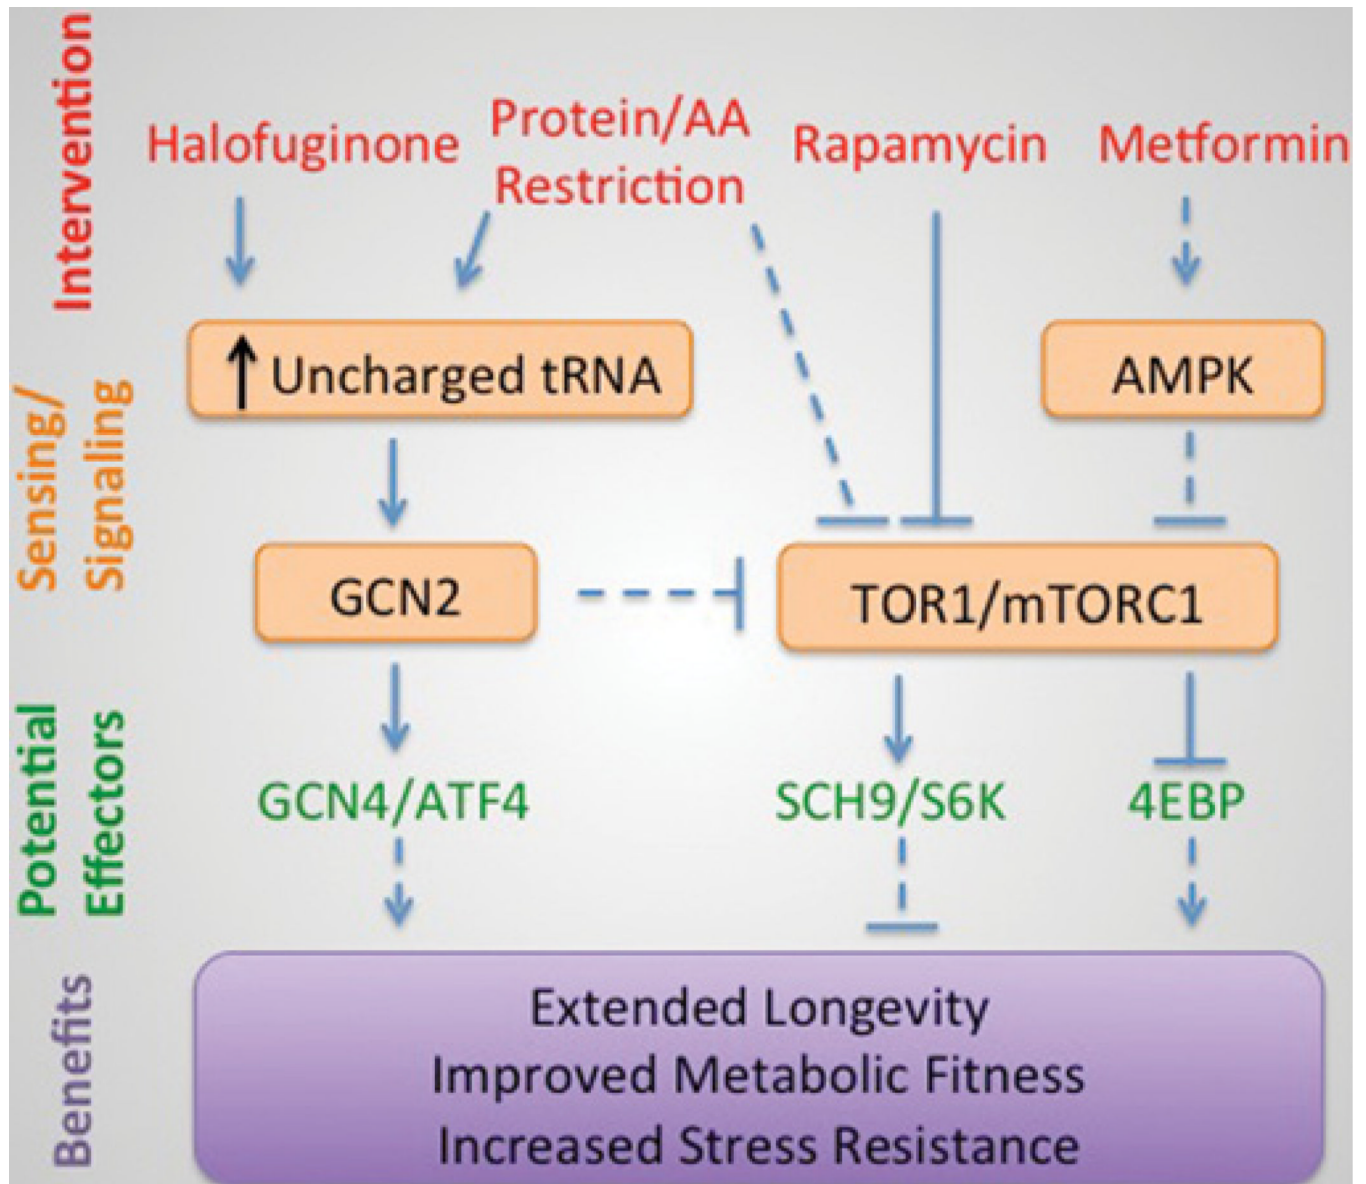 Intervention
Halofuginone
Protein/AA
Restriction
Rapamycin
Metformin
Sensing/
Signaling
↑ Uncharged tRNA
AMPK
GCN2
TOR1/mTORC1
Potential
Effectors
GCN4/ATF4
SCH9/S6K
4EBP
Benefits
Extended Longevity
Improved Metabolic Fitness
Increased Stress Resistance